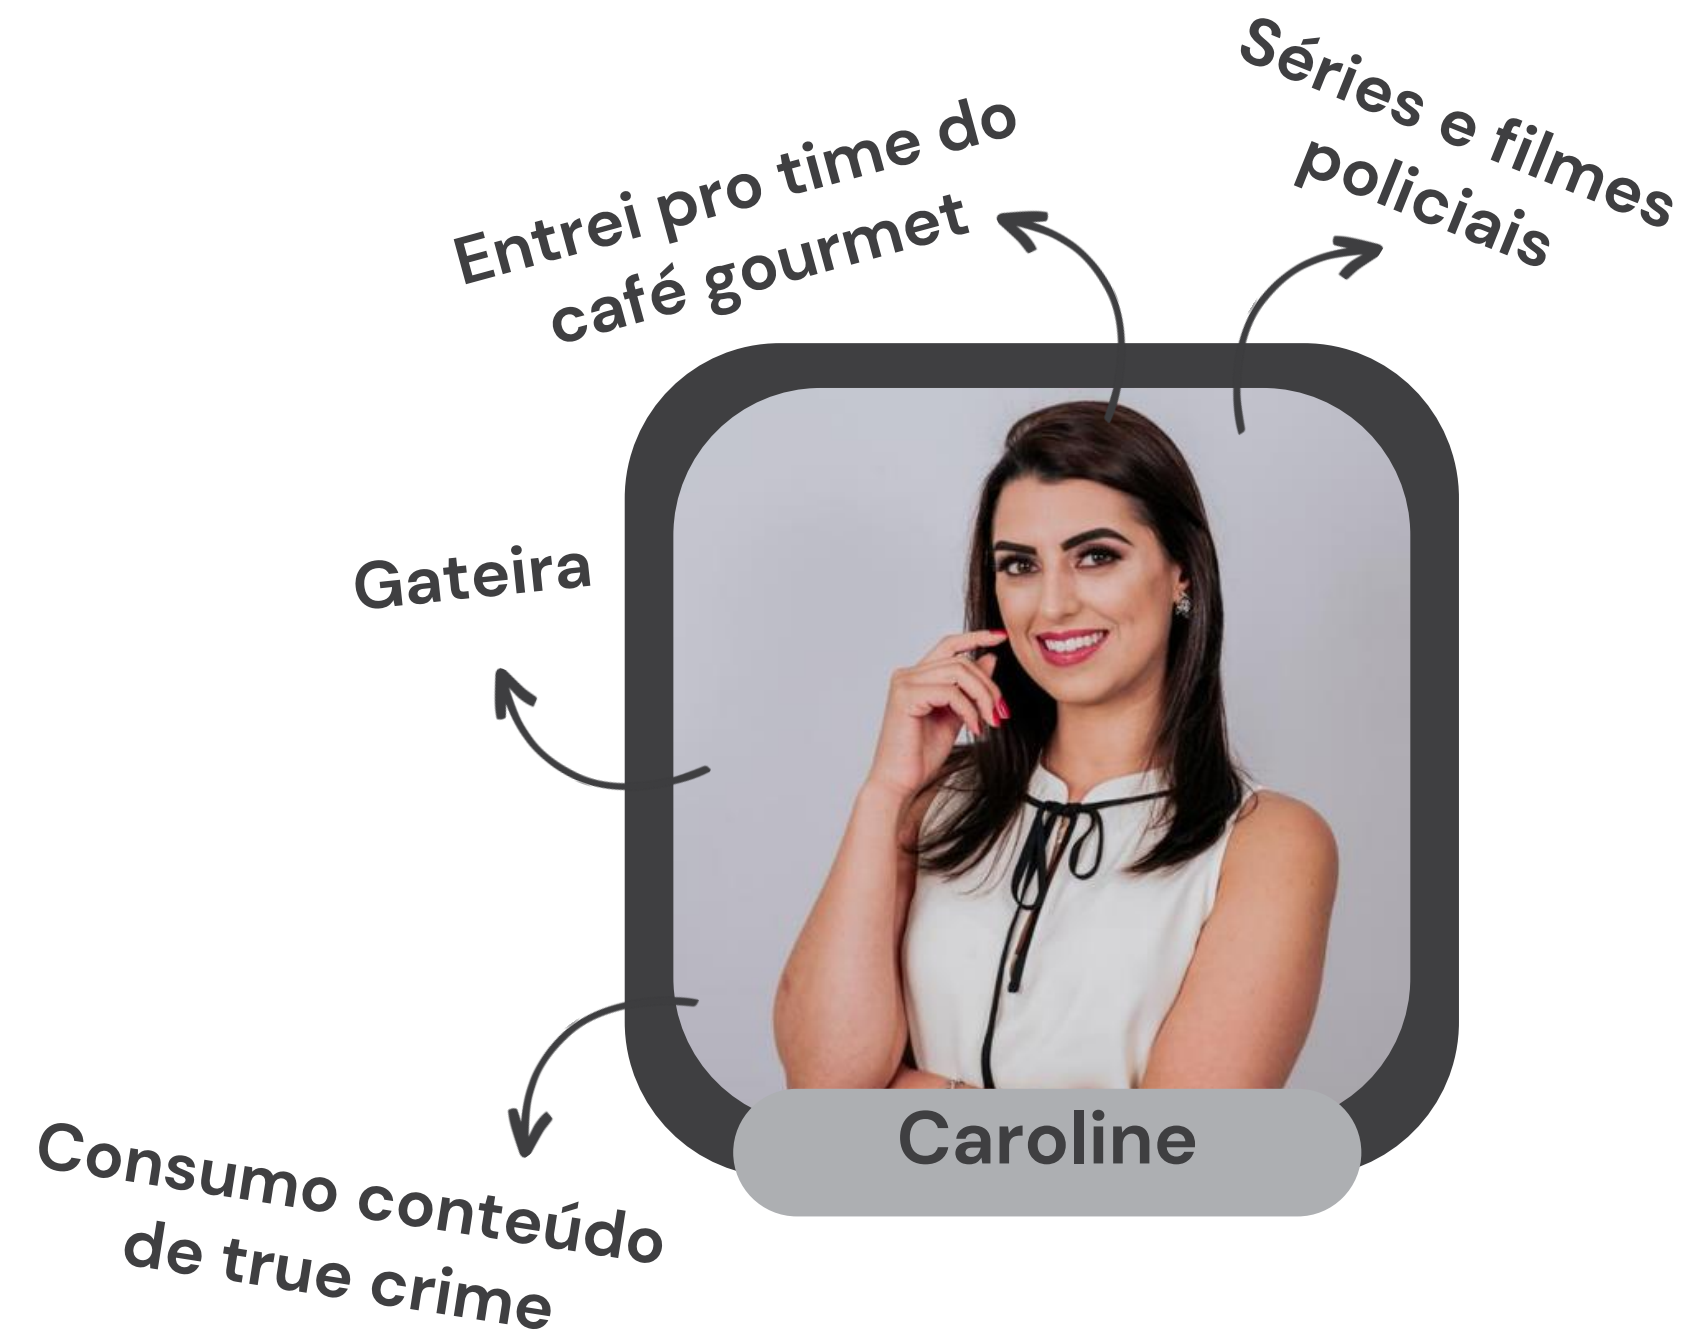 Séries e filmes
policiais
Entrei pro time do
café gourmet
Gateira
Caroline
Consumo conteúdo
de true crime